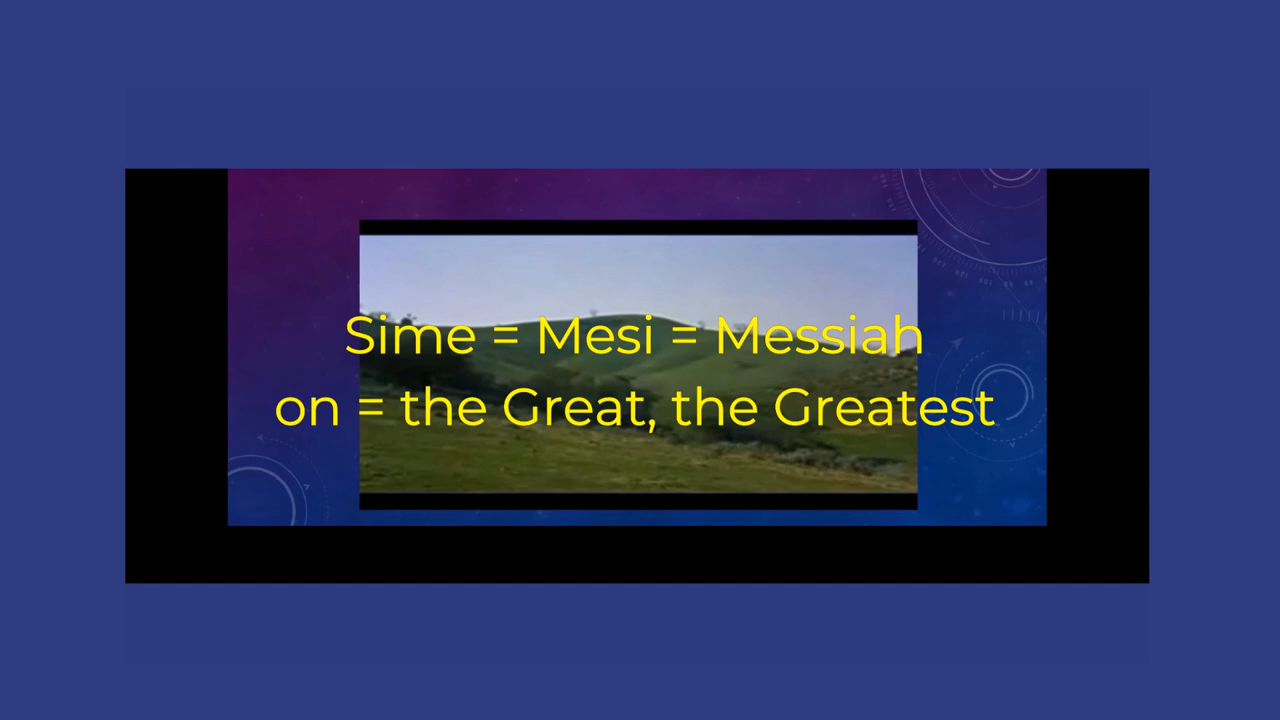 Sime = Mesi = Messiah
on = the Great, the Greatest